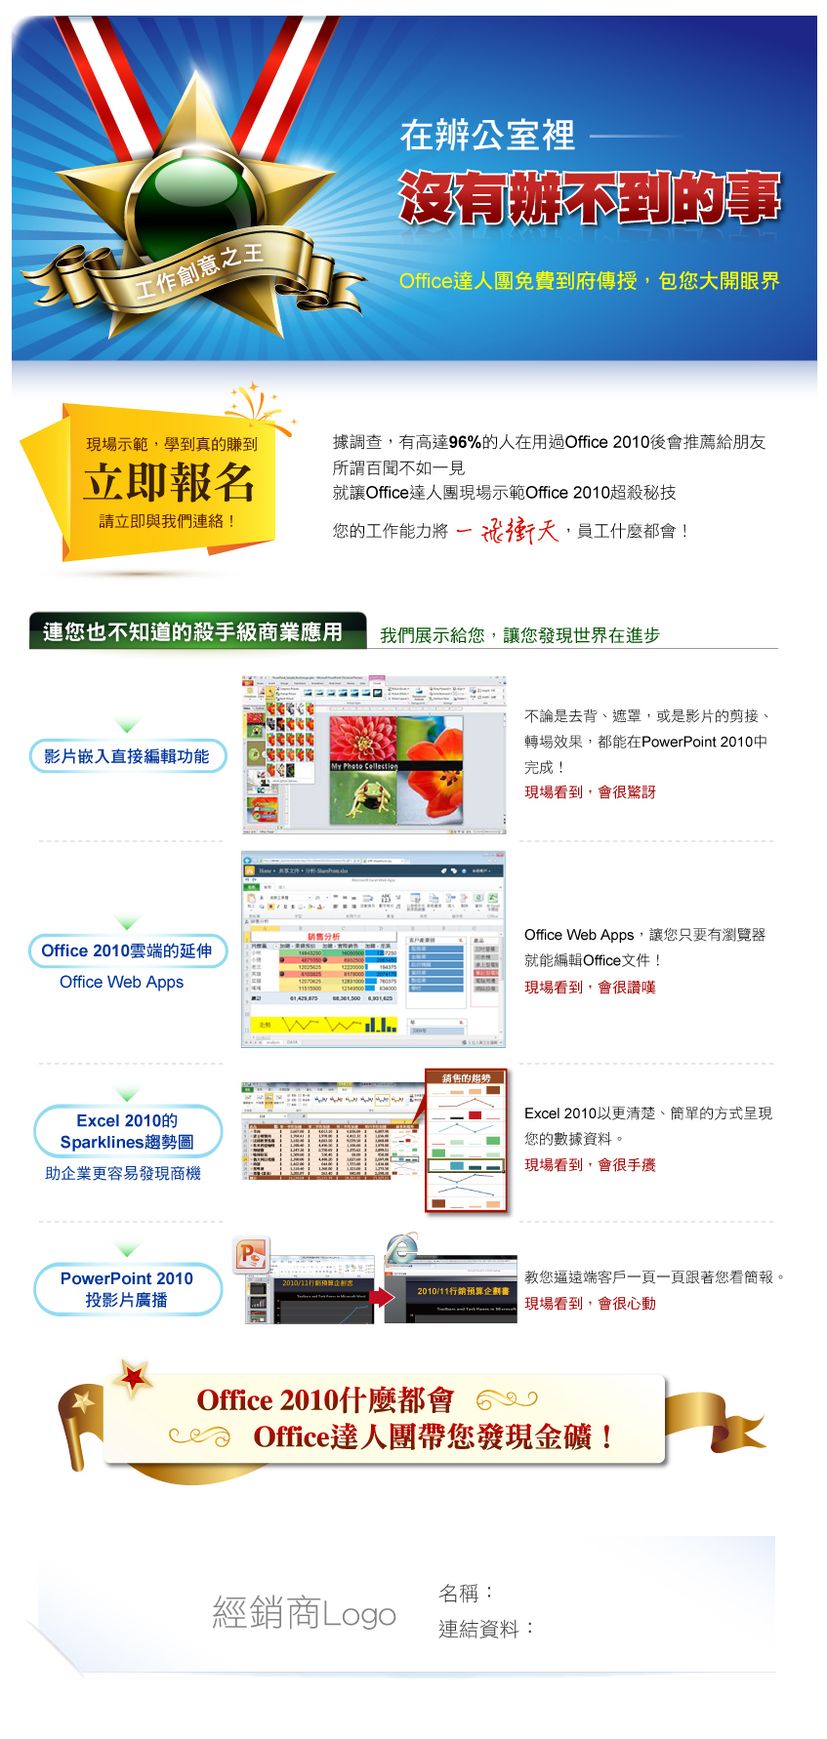 在辦公室裡
沒有辦不到的事
工作創意之王
Office達人團免費到府傳授，包您大開眼界
現場示範，學到真的賺到
立即報名
請立即與我們連絡！
據調查，有高達96%的人在用過Office 2010後會推薦給朋友
所謂百聞不如一見
就讓Office達人團現場示範Office 2010超殺秘技
您的工作能力將 一飛衝天，員工什麼都會！
連您也不知道的殺手級商業應用
我們展示給您，讓您發現世界在進步
影片嵌入直接編輯功能
My Photo Collection
不論是去背、遮罩，或是影片的剪接、
轉場效果，都能在PowerPoint 2010中
完成！
現場看到，會很驚訝
Office 2010雲端的延伸
Office Web Apps
銷售分析
總計 61,429,875 68,361,500 6,931,625
走勢
Office Web Apps，讓您只要有瀏覽器
就能編輯Office文件！
現場看到，會很讚嘆
Excel 2010的
Sparklines趨勢圖
助企業更容易發現商機
銷售的趨勢
Excel 2010以更清楚、簡單的方式呈現
您的數據資料。
現場看到，會很手癢
PowerPoint 2010
投影片廣播
2010/11行銷預算企劃書
2010/11行銷預算企劃書
教您逼遠端客戶一頁一頁跟著您看簡報。
現場看到，會很心動
Office 2010什麼都會
Office達人團帶您發現金礦！
經銷商Logo
名稱：
連結資料：